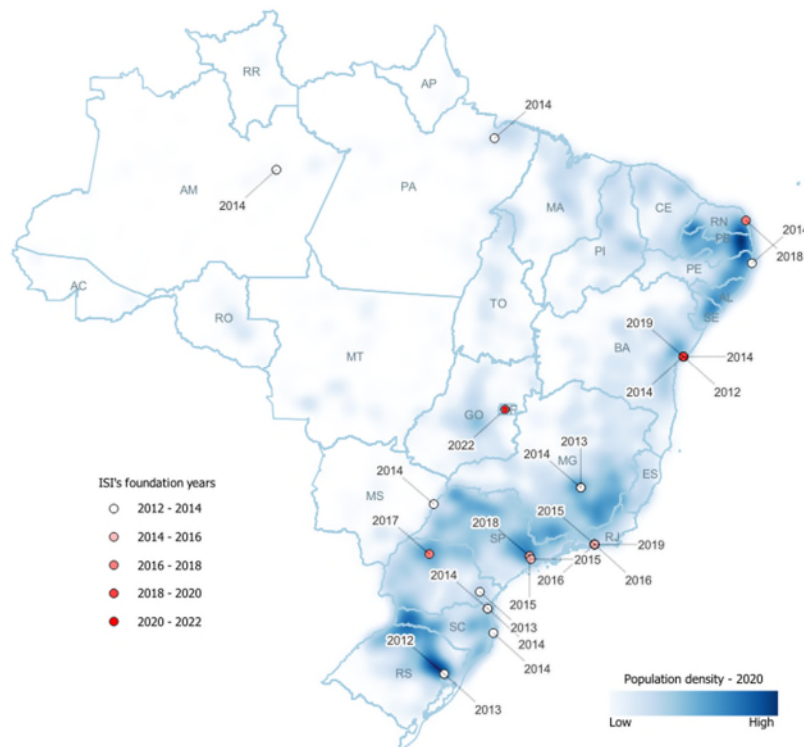 RR
AP
2014
AM
2014
PA
MA
CE
RN
PB
2014
2018
PI
PE
AL
SE
AC
RO
TO
BA
2019
2014
2014
2012
MT
GO
DF
2022
2013
2014
MG
ES
ISI's foundation years
2012 - 2014
2014 - 2016
2016 - 2018
2018 - 2020
2020 - 2022
MS
2014
2017
2018
SP
2015
RJ
2019
2015
2016
2016
2015
2014
2013
2014
SC
2014
2012
RS
2013
Population density - 2020
Low
High